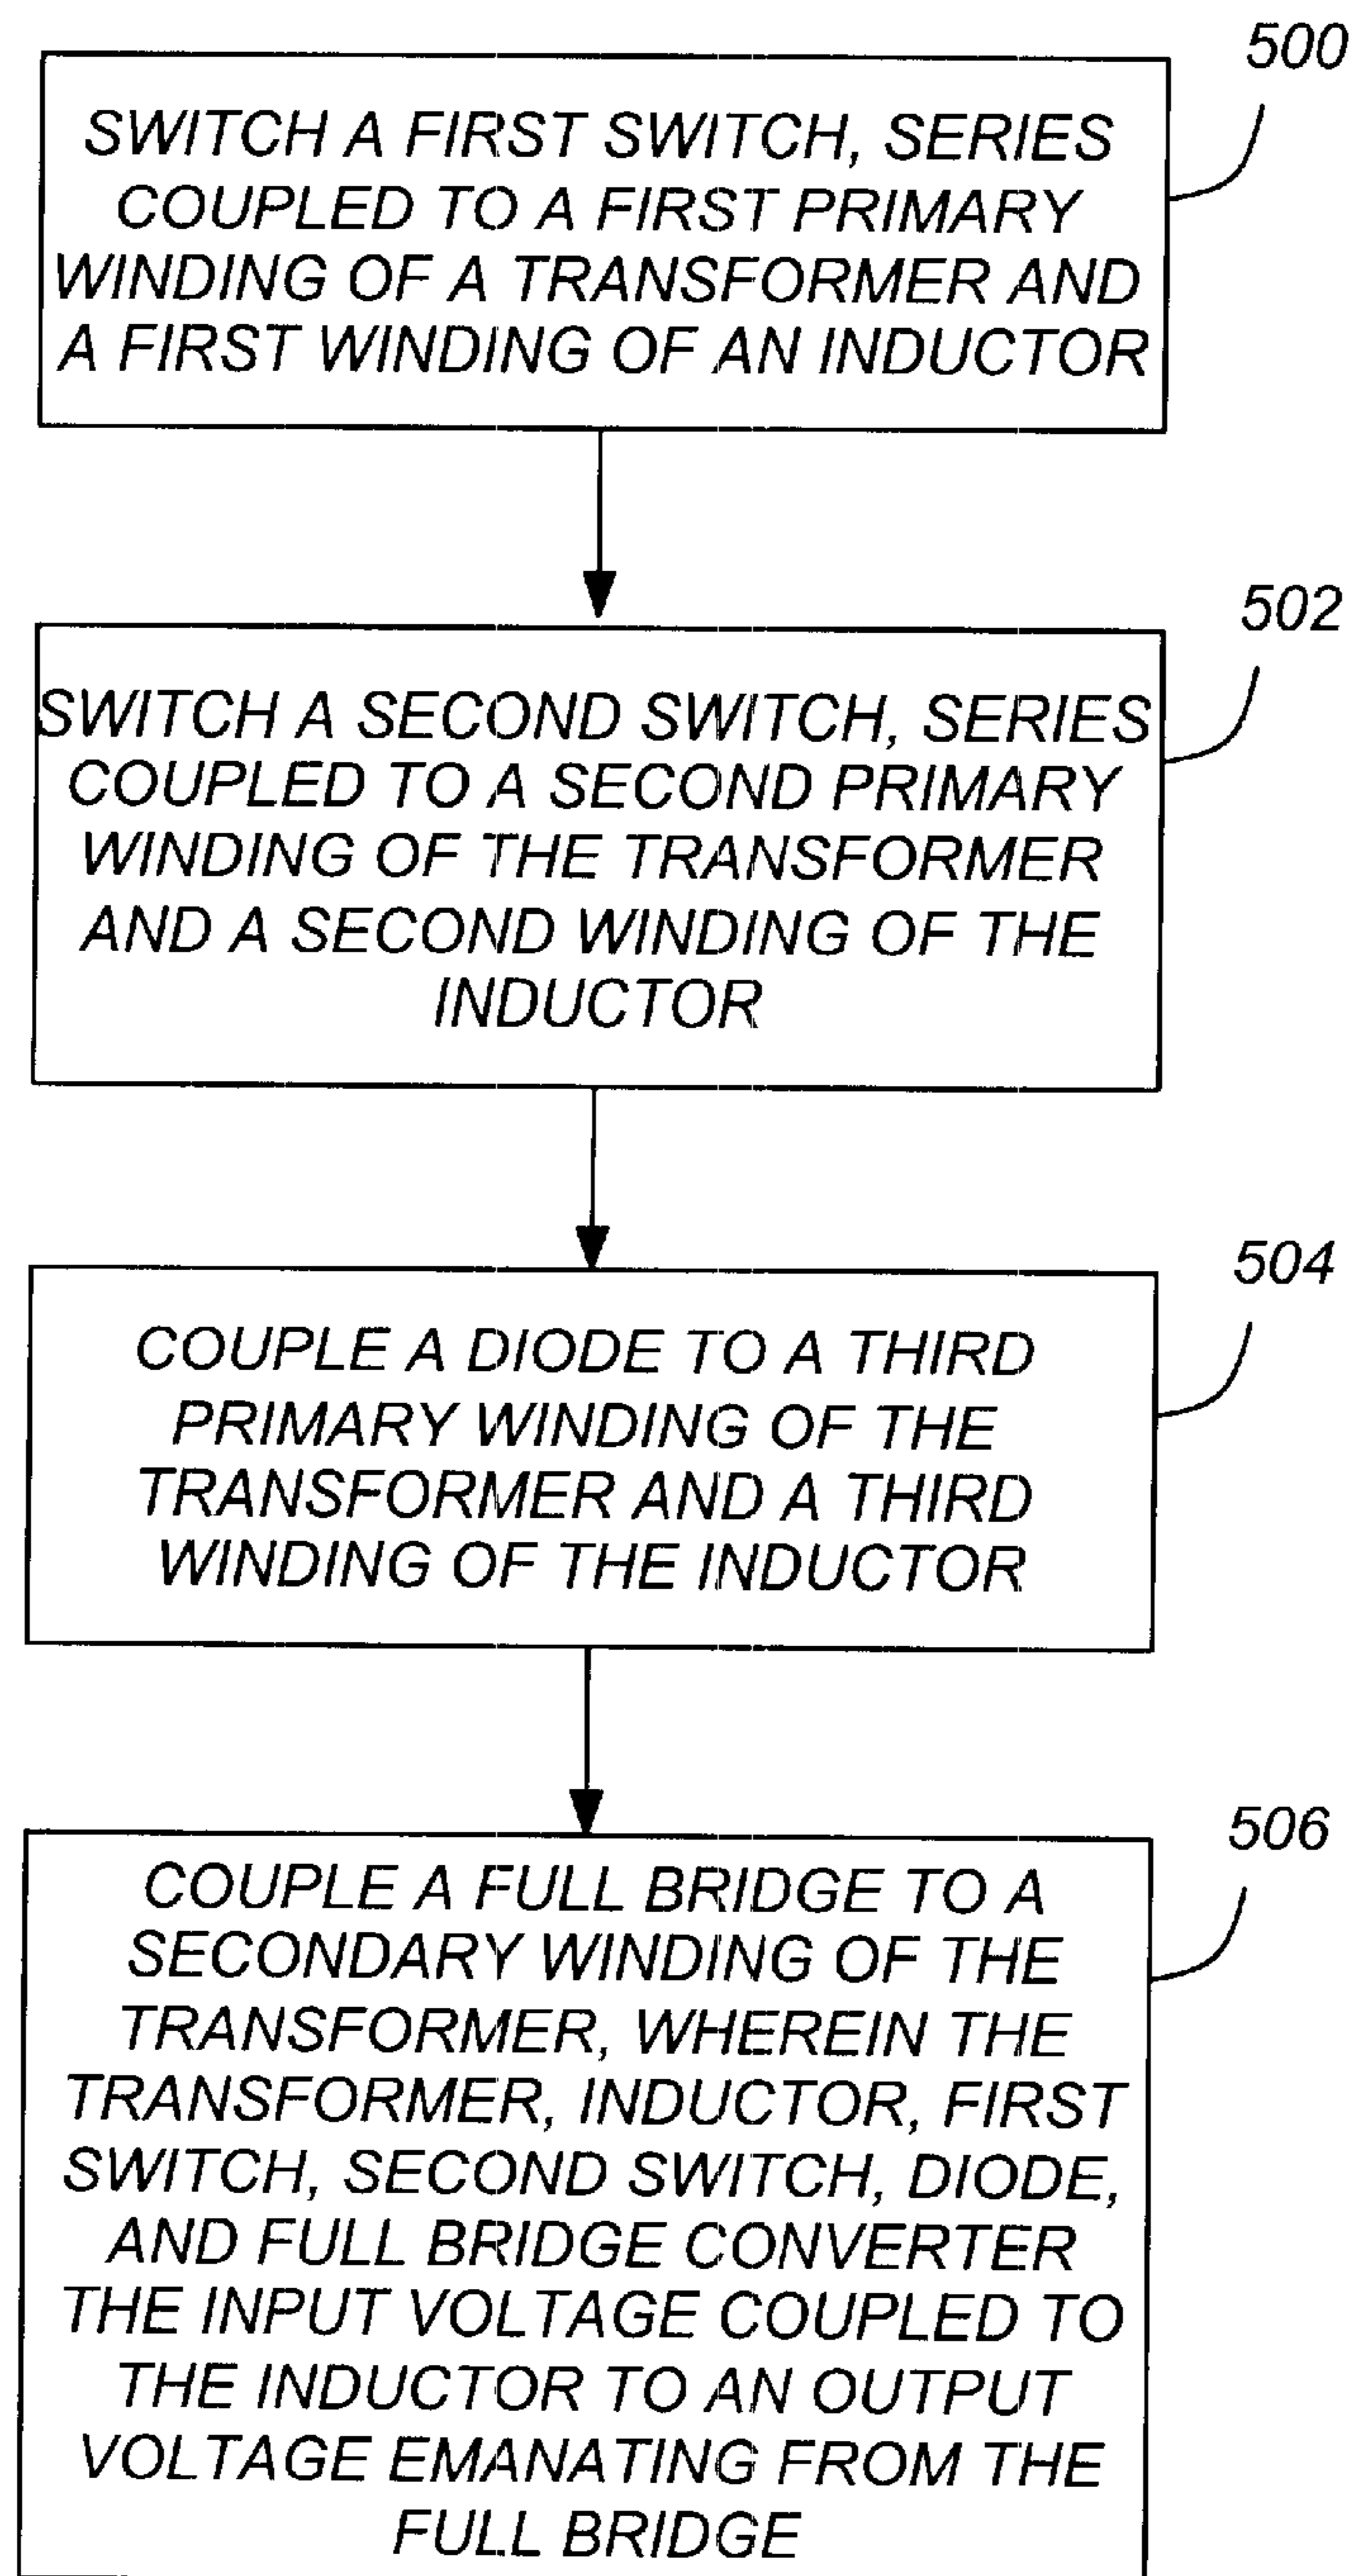 500
SWITCH A FIRST SWITCH, SERIES
COUPLED TO A FIRST PRIMARY
WINDING OF A TRANSFORMER AND
A FIRST WINDING OF AN INDUCTOR
502
SWITCH A SECOND SWITCH, SERIES
COUPLED TO A SECOND PRIMARY
WINDING OF THE TRANSFORMER
AND A SECOND WINDING OF THE
INDUCTOR
504
COUPLE A DIODE TO A THIRD
PRIMARY WINDING OF THE
TRANSFORMER AND A THIRD
WINDING OF THE INDUCTOR
506
COUPLE A FULL BRIDGE TO A
SECONDARY WINDING OF THE
TRANSFORMER, WHEREIN THE
TRANSFORMER, INDUCTOR, FIRST
SWITCH, SECOND SWITCH, DIODE,
AND FULL BRIDGE CONVERTER
THE INPUT VOLTAGE COUPLED TO
THE INDUCTOR TO AN OUTPUT
VOLTAGE EMANATING FROM THE
FULL BRIDGE